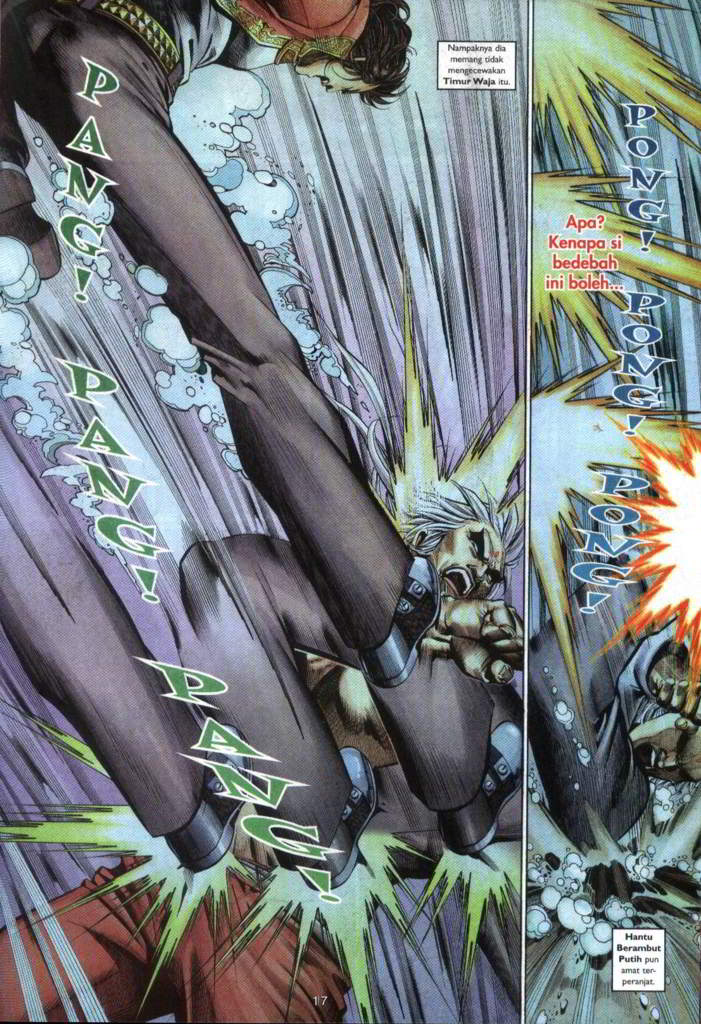 Nampaknya dia
memang tidak
mengecewakan
Timur Waja itu.
PANG!
PANG!
PANG!
PONG!
Apa?
Kenapa si
bedebah
ini boleh...
PONG!
PONG!
Hantu
Berambut
Putih pun
amat ter-
peranjat.
17